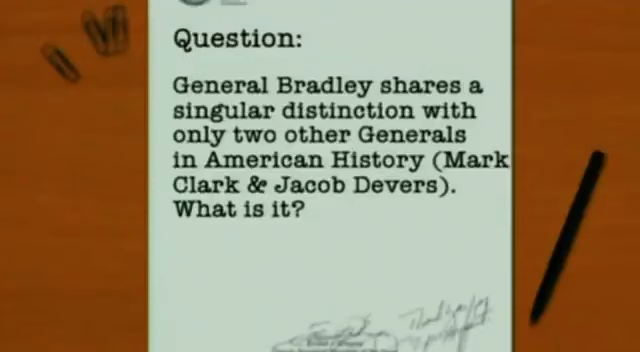 Question:
General Bradley shares a
singular distinction with
only two other Generals
in American History (Mark
Clark & Jacob Devers).
What is it?